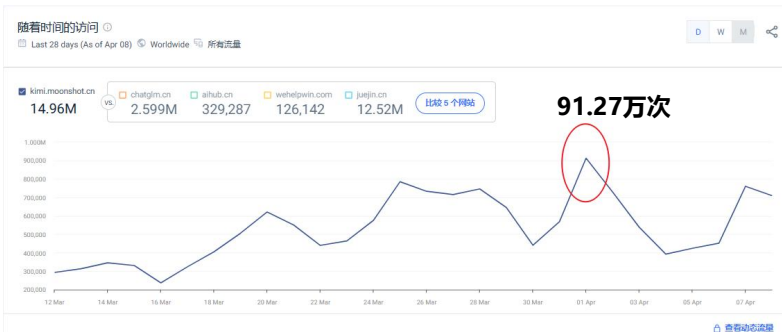 随着时间的访问
Last 28 days (As of Apr 08) Worldwide 所有流量
D W M
kimi.moonshot.cn
14.96M
VS.
chatglm.cn
2.599M
aihub.cn
329,287
wehelpwin.com
126,142
juejin.cn
12.52M
比较 5 个网站
91.27万次
1.000M
900,000
800,000
700,000
600,000
500,000
400,000
300,000
200,000
12 Mar 14 Mar 16 Mar 18 Mar 20 Mar 22 Mar 24 Mar 26 Mar 28 Mar 30 Mar 01 Apr 03 Apr 05 Apr 07 Apr
查看动态流量